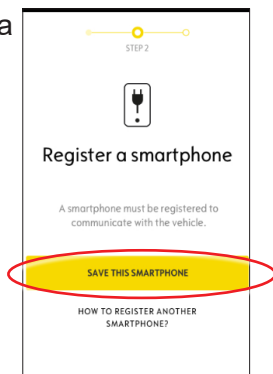 a
STEP 2
Register a smartphone
A smartphone must be registered to
communicate with the vehicle.
SAVE THIS SMARTPHONE
HOW TO REGISTER ANOTHER
SMARTPHONE?